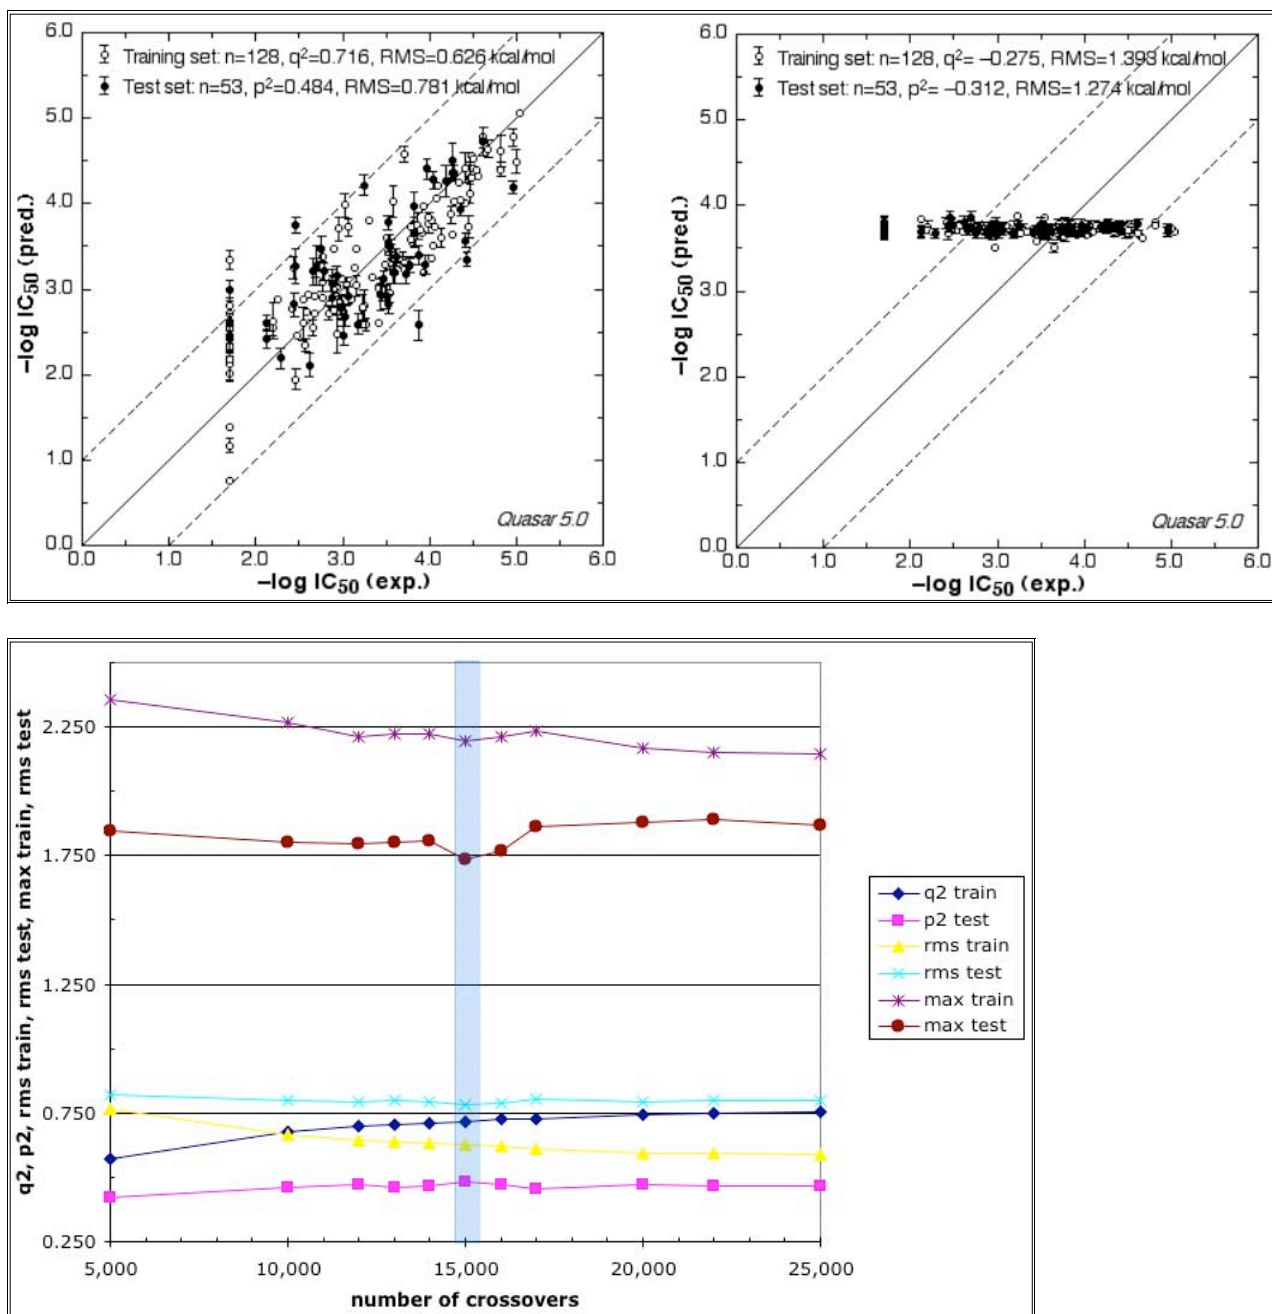 6.0
Training set: n=128, q²=0.716, RMS=0.626 kcal/mol
Test set: n=53, p²=0.484, RMS=0.781 kcal/mol
5.0
4.0
3.0
2.0
1.0
0.0
−log IC50 (pred.)
Quasar 5.0
0.0 1.0 2.0 3.0 4.0 5.0 6.0
−log IC50 (exp.)
6.0
Training set: n=128, q²= −0.275, RMS=1.393 kcal/mol
Test set: n=53, p²= −0.312, RMS=1.274 kcal/mol
5.0
4.0
3.0
2.0
1.0
0.0
−log IC50 (pred.)
Quasar 5.0
0.0 1.0 2.0 3.0 4.0 5.0 6.0
−log IC50 (exp.)
q2, p2, rms train, rms test, max train, rms test
2.250
1.750
1.250
0.750
0.250
5,000 10,000 15,000 20,000 25,000
number of crossovers
q2 train
p2 test
rms train
rms test
max train
max test